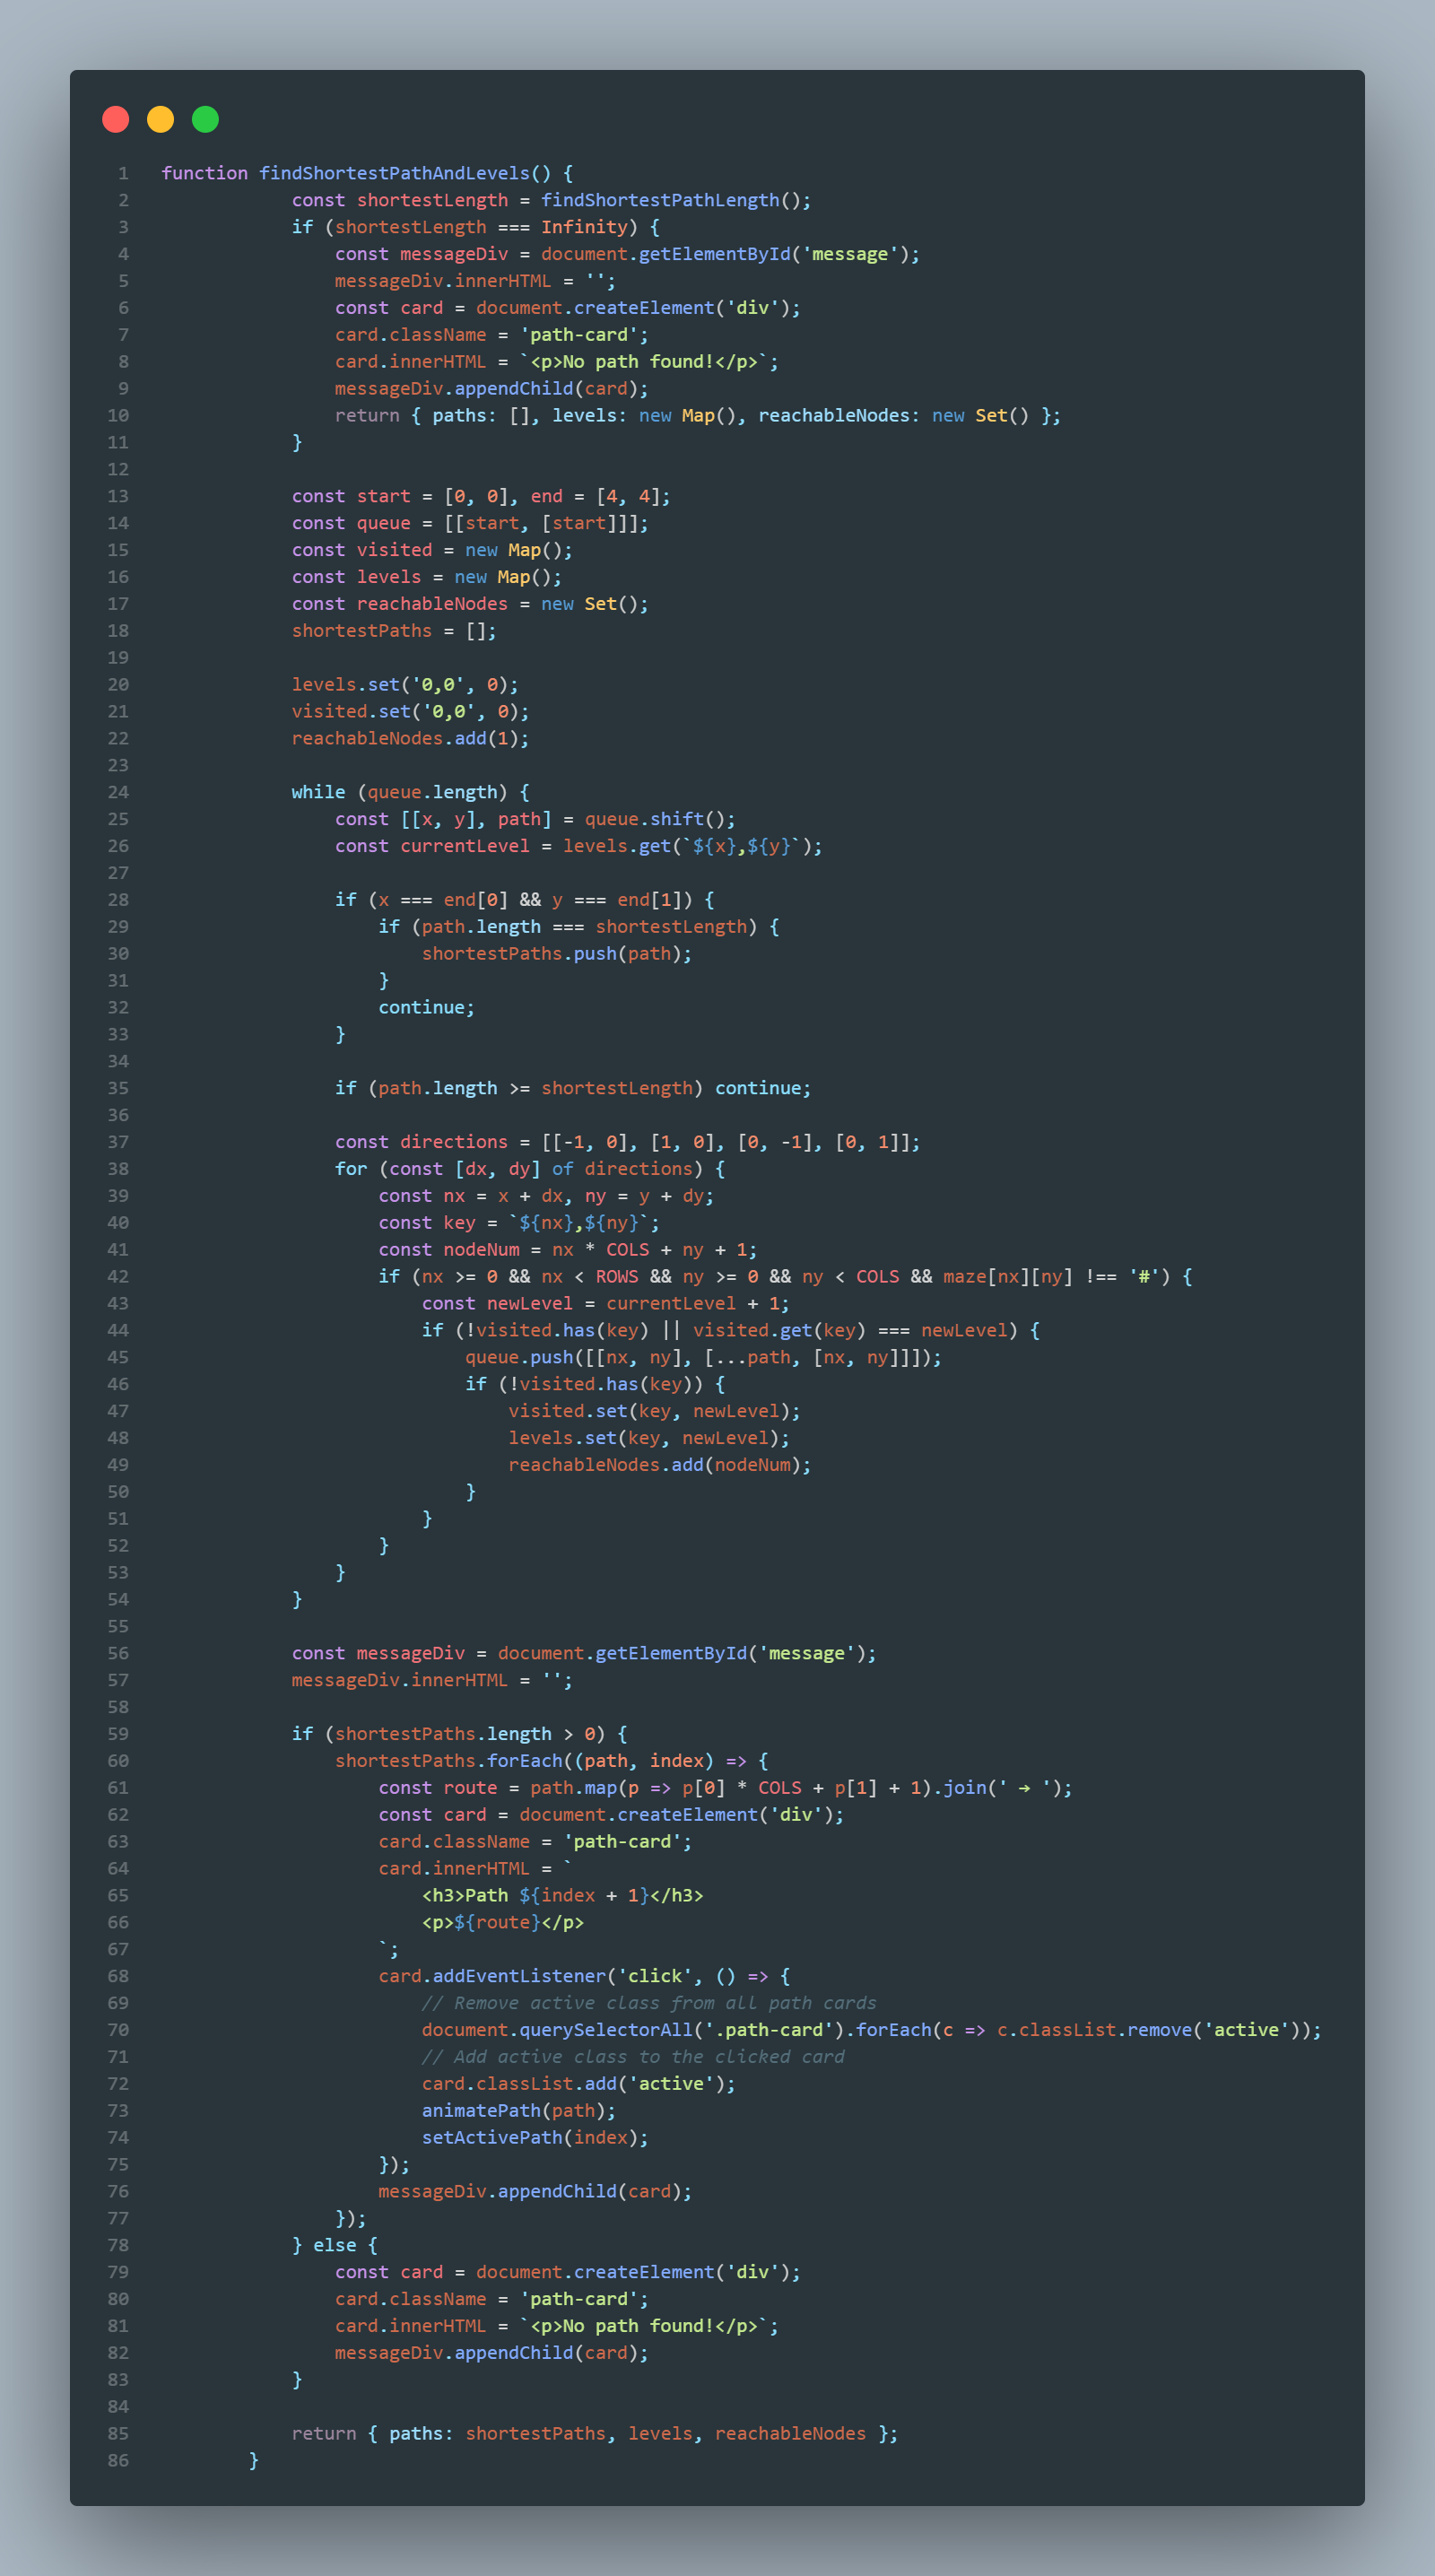 1 function findShortestPathAndLevels() {
2             const shortestLength = findShortestPathLength();
3             if (shortestLength === Infinity) {
4                 const messageDiv = document.getElementById('message');
5                 messageDiv.innerHTML = '';
6                 const card = document.createElement('div');
7                 card.className = 'path-card';
8                 card.innerHTML = `<p>No path found!</p>`;
9                 messageDiv.appendChild(card);
10                 return { paths: [], levels: new Map(), reachableNodes: new Set() };
11             }
12
13             const start = [0, 0], end = [4, 4];
14             const queue = [[start, [start]]];
15             const visited = new Map();
16             const levels = new Map();
17             const reachableNodes = new Set();
18             shortestPaths = [];
19
20             levels.set('0,0', 0);
21             visited.set('0,0', 0);
22             reachableNodes.add(1);
23
24             while (queue.length) {
25                 const [[x, y], path] = queue.shift();
26                 const currentLevel = levels.get(`${x},${y}`);
27
28                 if (x === end[0] && y === end[1]) {
29                     if (path.length === shortestLength) {
30                         shortestPaths.push(path);
31                     }
32                     continue;
33                 }
34
35                 if (path.length >= shortestLength) continue;
36
37                 const directions = [[-1, 0], [1, 0], [0, -1], [0, 1]];
38                 for (const [dx, dy] of directions) {
39                     const nx = x + dx, ny = y + dy;
40                     const key = `${nx},${ny}`;
41                     const nodeNum = nx * COLS + ny + 1;
42                     if (nx >= 0 && nx < ROWS && ny >= 0 && ny < COLS && maze[nx][ny] !== '#') {
43                         const newLevel = currentLevel + 1;
44                         if (!visited.has(key) || visited.get(key) === newLevel) {
45                             queue.push([[nx, ny], [...path, [nx, ny]]]);
46                             if (!visited.has(key)) {
47                                 visited.set(key, newLevel);
48                                 levels.set(key, newLevel);
49                                 reachableNodes.add(nodeNum);
50                             }
51                         }
52                     }
53                 }
54             }
55
56             const messageDiv = document.getElementById('message');
57             messageDiv.innerHTML = '';
58
59             if (shortestPaths.length > 0) {
60                 shortestPaths.forEach((path, index) => {
61                     const route = path.map(p => p[0] * COLS + p[1] + 1).join(' → ');
62                     const card = document.createElement('div');
63                     card.className = 'path-card';
64                     card.innerHTML = `
65                         <h3>Path ${index + 1}</h3>
66                         <p>${route}</p>
67                     `;
68                     card.addEventListener('click', () => {
69                         // Remove active class from all path cards
70                         document.querySelectorAll('.path-card').forEach(c => c.classList.remove('active'));
71                         // Add active class to the clicked card
72                         card.classList.add('active');
73                         animatePath(path);
74                         setActivePath(index);
75                     });
76                     messageDiv.appendChild(card);
77                 });
78             } else {
79                 const card = document.createElement('div');
80                 card.className = 'path-card';
81                 card.innerHTML = `<p>No path found!</p>`;
82                 messageDiv.appendChild(card);
83             }
84
85             return { paths: shortestPaths, levels, reachableNodes };
86         }